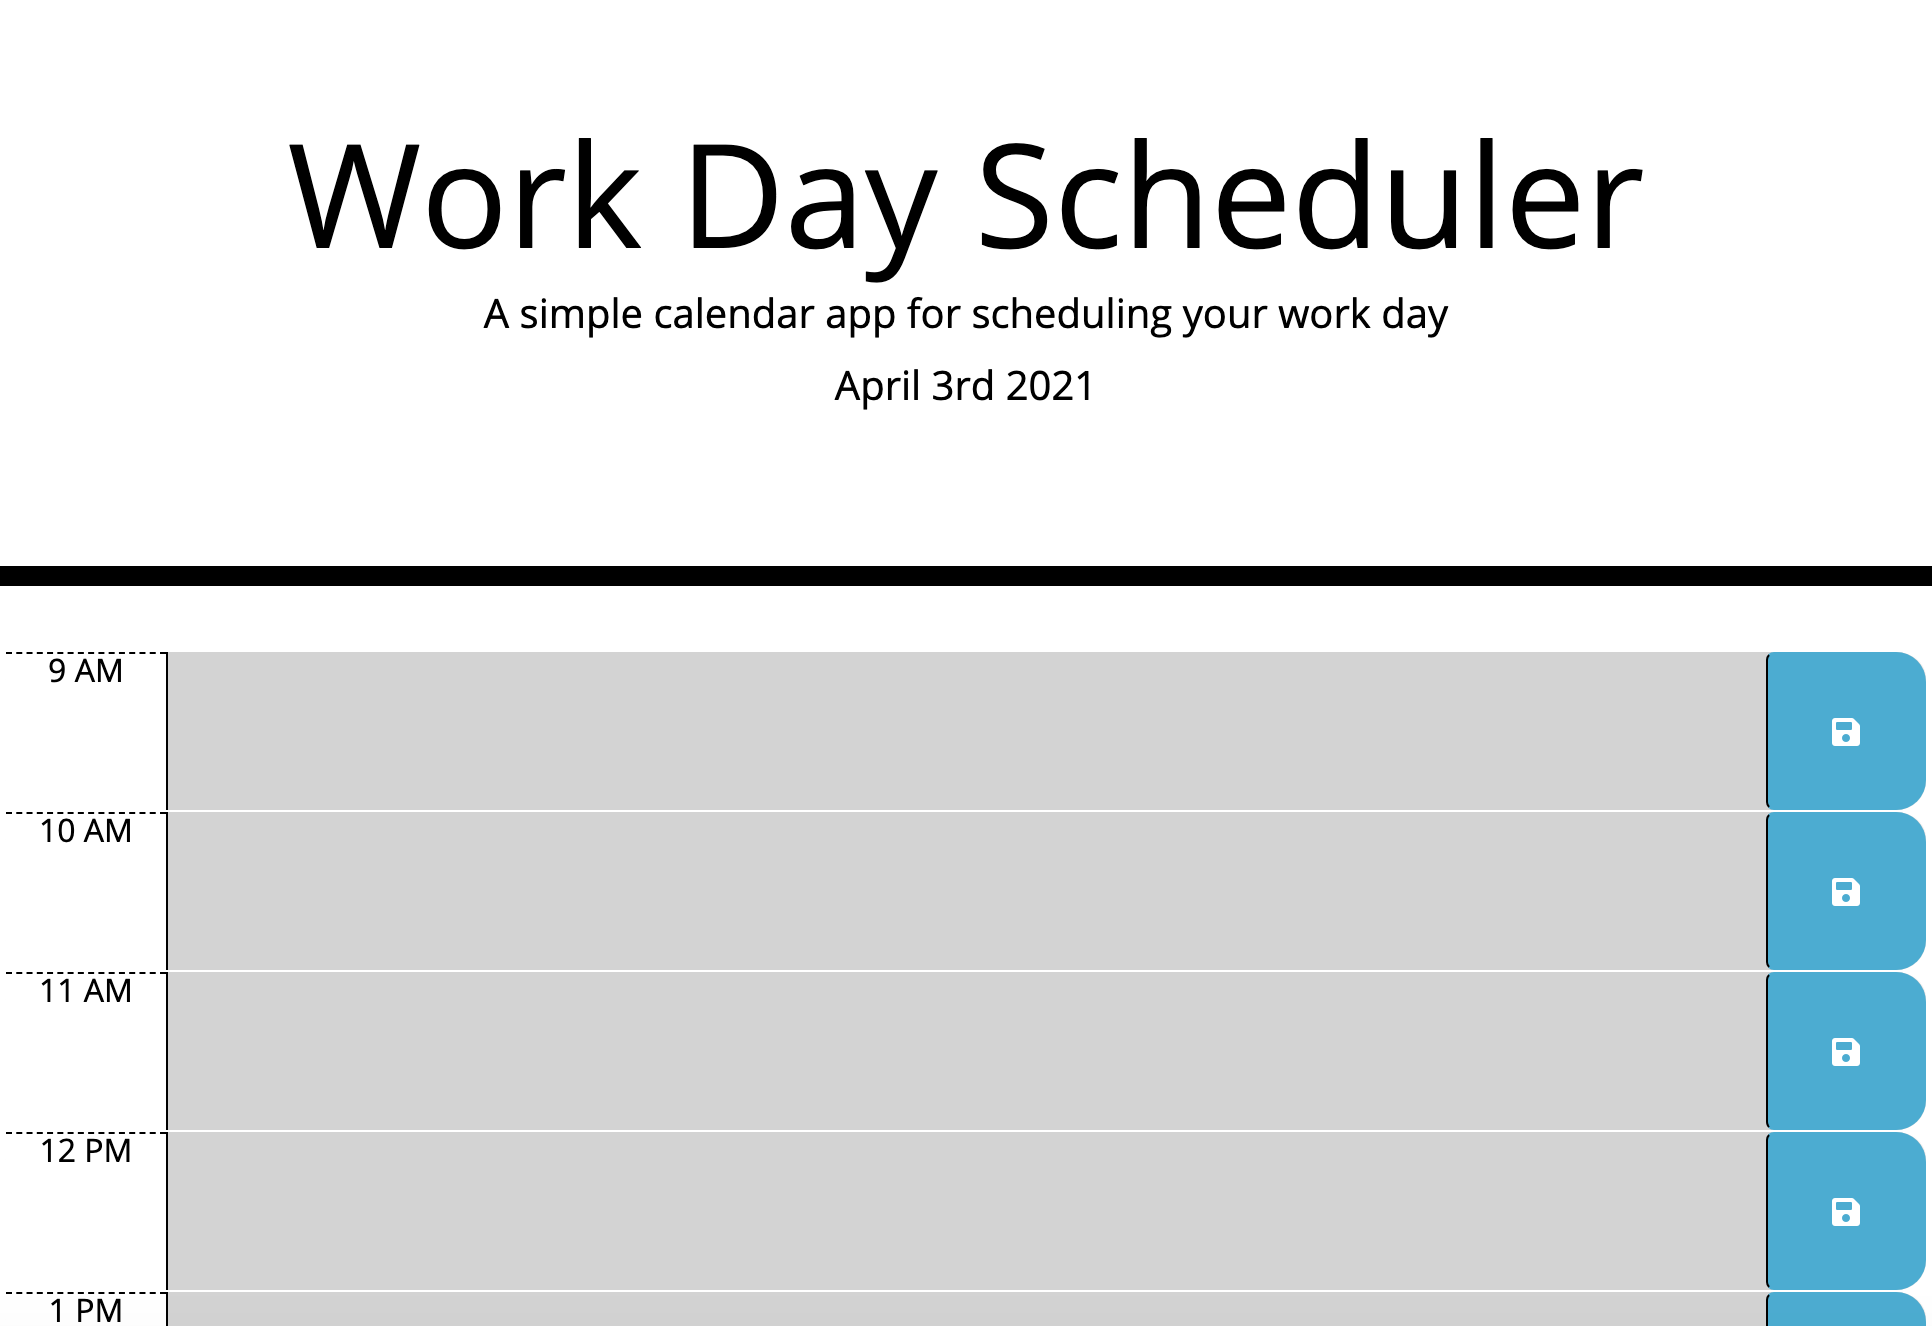 Work Day Scheduler
A simple calendar app for scheduling your work day
April 3rd 2021
9 AM
10 AM
11 AM
12 PM
1 PM